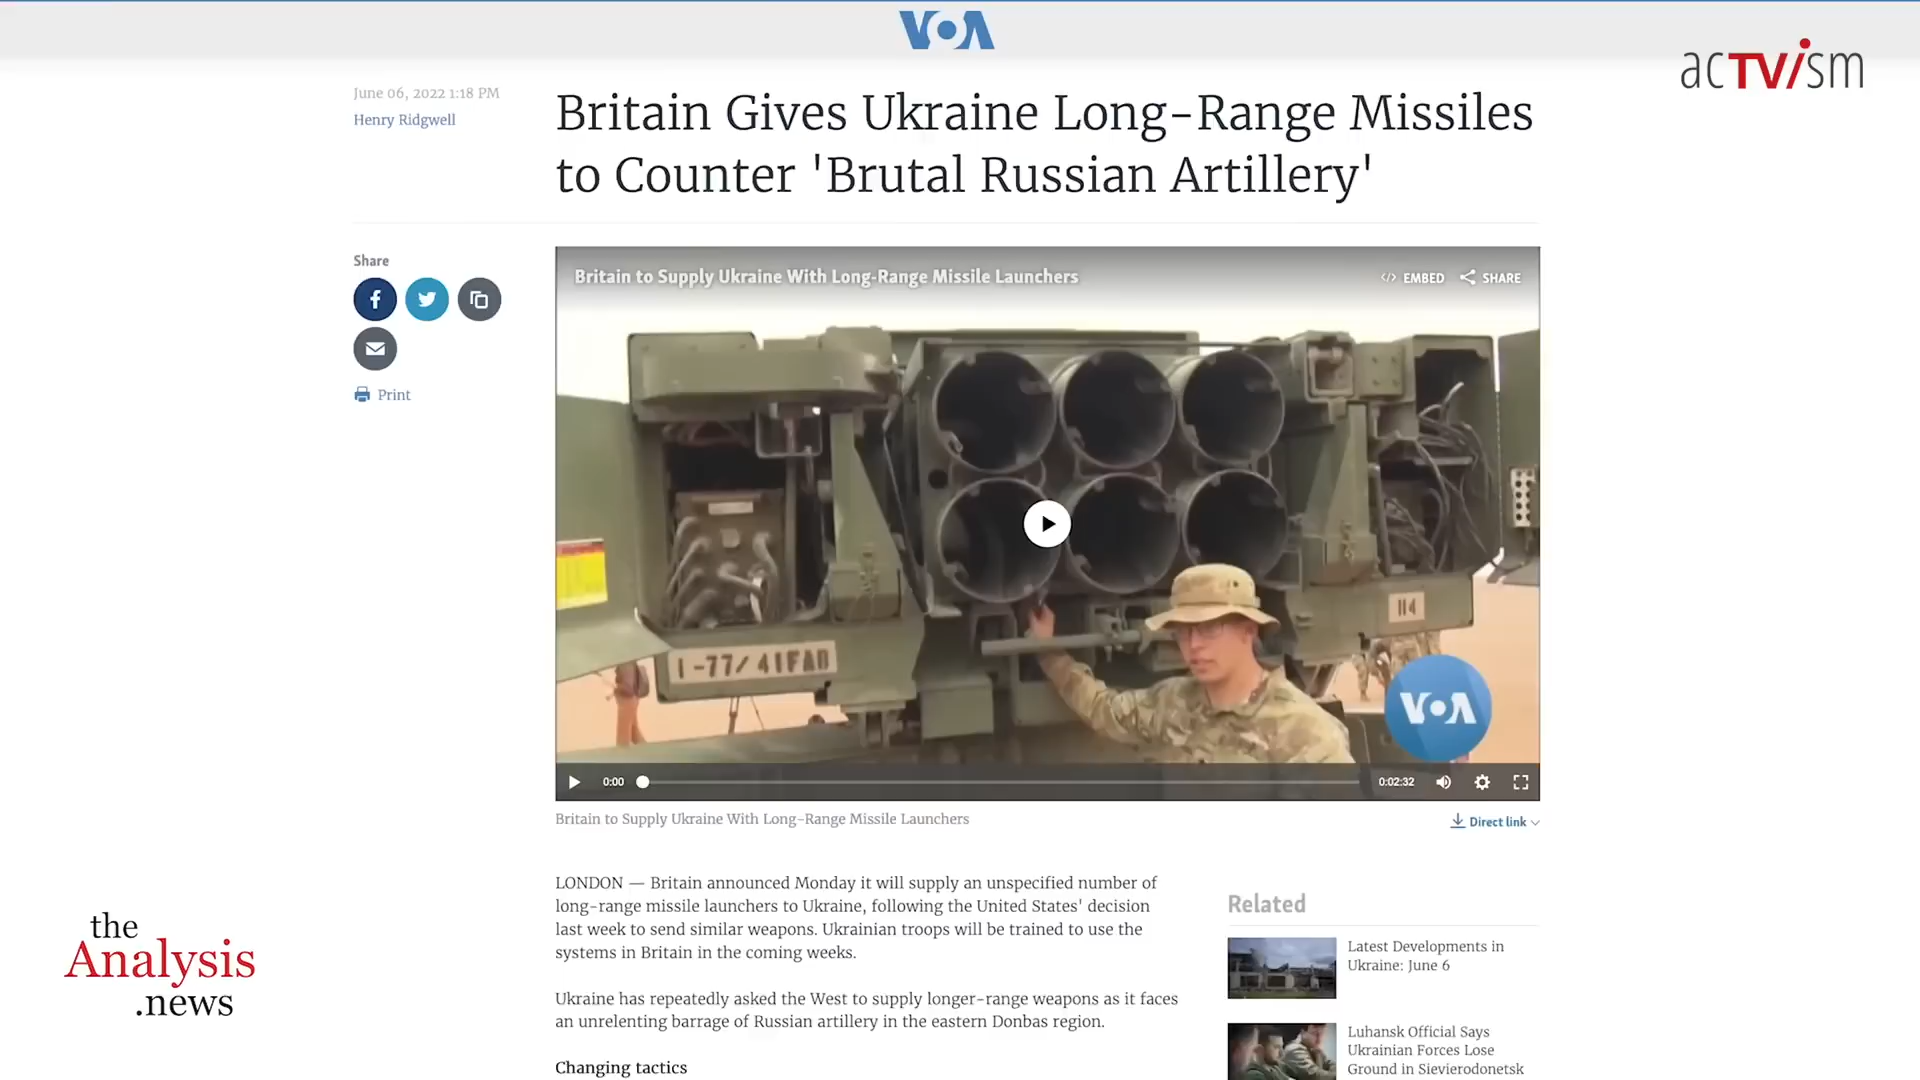 VOA
acTVism
June 06, 2022 1:18 PM
Henry Ridgwell
Britain Gives Ukraine Long-Range Missiles
to Counter 'Brutal Russian Artillery'
Share
Print
Britain to Supply Ukraine With Long-Range Missile Launchers
</> EMBED
SHARE
1-77/41FAB
114
VOA
0:00
0:02:32
Britain to Supply Ukraine With Long-Range Missile Launchers
Direct link
LONDON — Britain announced Monday it will supply an unspecified number of
long-range missile launchers to Ukraine, following the United States' decision
last week to send similar weapons. Ukrainian troops will be trained to use the
systems in Britain in the coming weeks.
Ukraine has repeatedly asked the West to supply longer-range weapons as it faces
an unrelenting barrage of Russian artillery in the eastern Donbas region.
Changing tactics
Related
Latest Developments in
Ukraine: June 6
Luhansk Official Says
Ukrainian Forces Lose
Ground in Sievierodonetsk
the
Analysis
.news